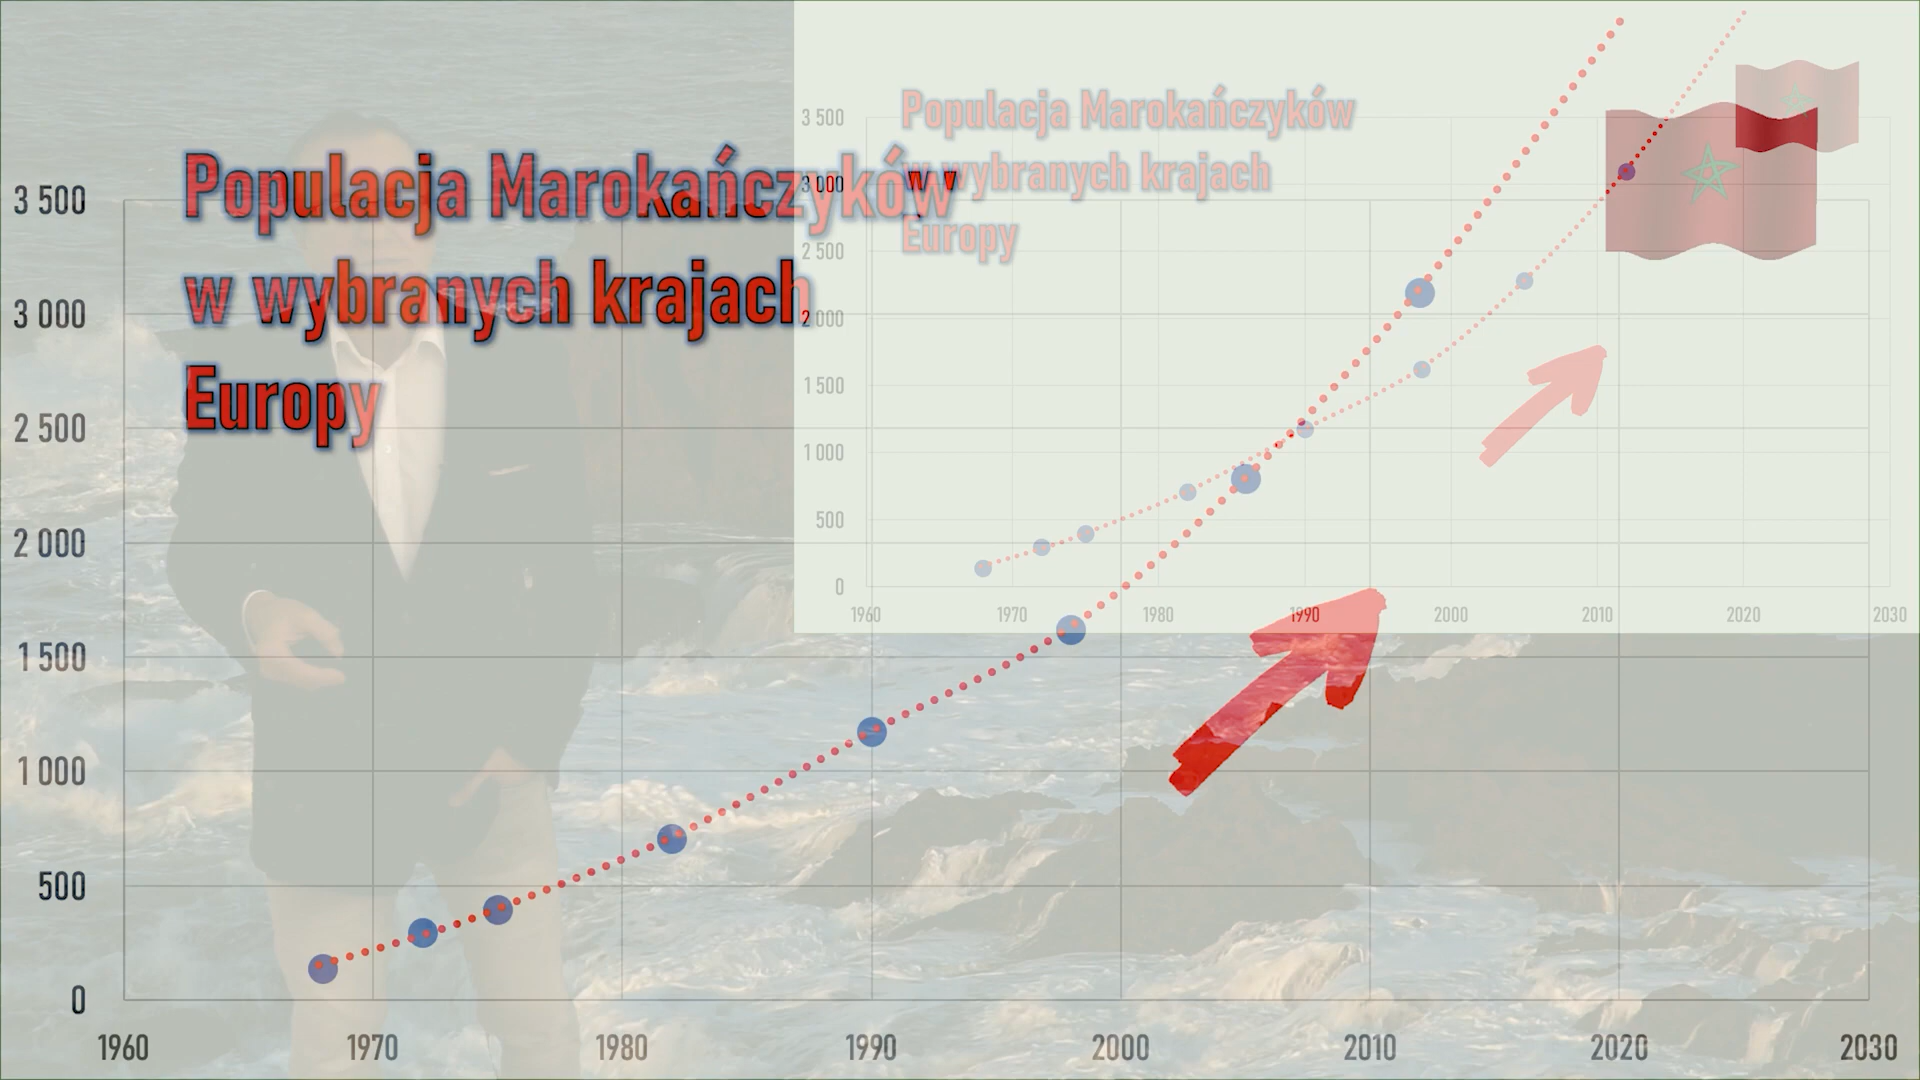 Populacja Marokańczyków
w wybranych krajach
Europy
3 500
3 000
2 500
2 000
1 500
1 000
500
0
1960 1970 1980 1990 2000 2010 2020 2030
Populacja Marokańczyków
w wybranych krajach
Europy
3 500
3 000
2 500
2 000
1 500
1 000
500
0
1960 1970 1980 1990 2000 2010 2020 2030